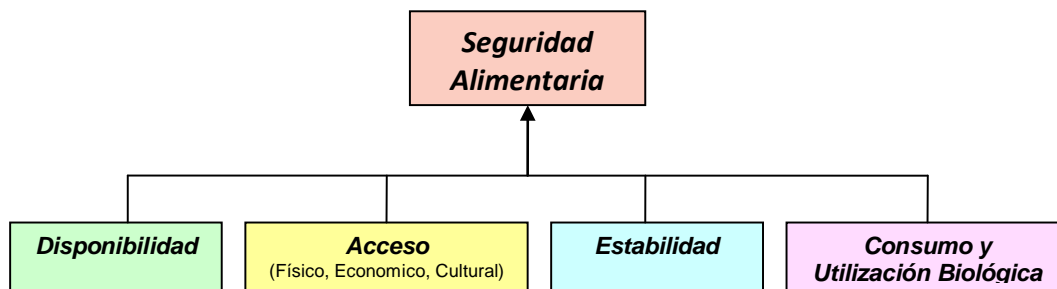 Seguridad
Alimentaria
Disponibilidad
Acceso
(Físico, Economico, Cultural)
Estabilidad
Consumo y
Utilización Biológica